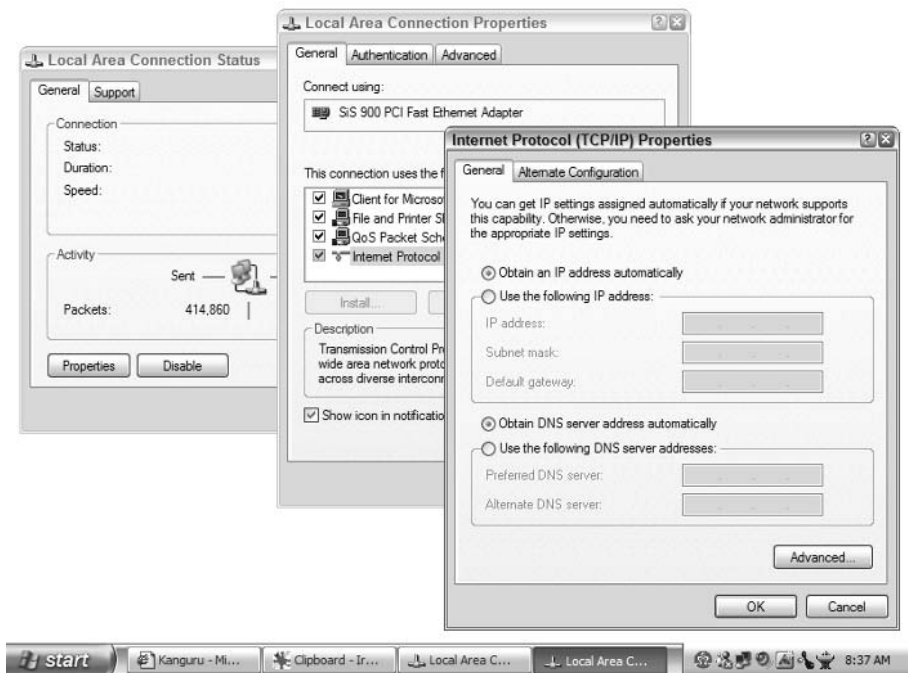 Local Area Connection Status
General Support
Connection
Status:
Duration:
Speed:
Activity
Sent
Packets: 414,860
Properties Disable
Local Area Connection Properties
General Authentication Advanced
Connect using:
SiS 900 PCI Fast Ethernet Adapter
This connection uses the f
Client for Microso
File and Printer S
QoS Packet Sch
Internet Protocol
Install...
Description
Transmission Control Pr
wide area network proto
across diverse interconn
Show icon in notificatio
Internet Protocol (TCP/IP) Properties
General Alternate Configuration
You can get IP settings assigned automatically if your network supports
this capability. Otherwise, you need to ask your network administrator for
the appropriate IP settings.
Obtain an IP address automatically
Use the following IP address:
IP address:
Subnet mask:
Default gateway:
Obtain DNS server address automatically
Use the following DNS server addresses:
Preferred DNS server:
Alternate DNS server:
Advanced...
OK Cancel
start Kanguru - Mi... Clipboard - Ir... Local Area C... Local Area C... 8:37 AM